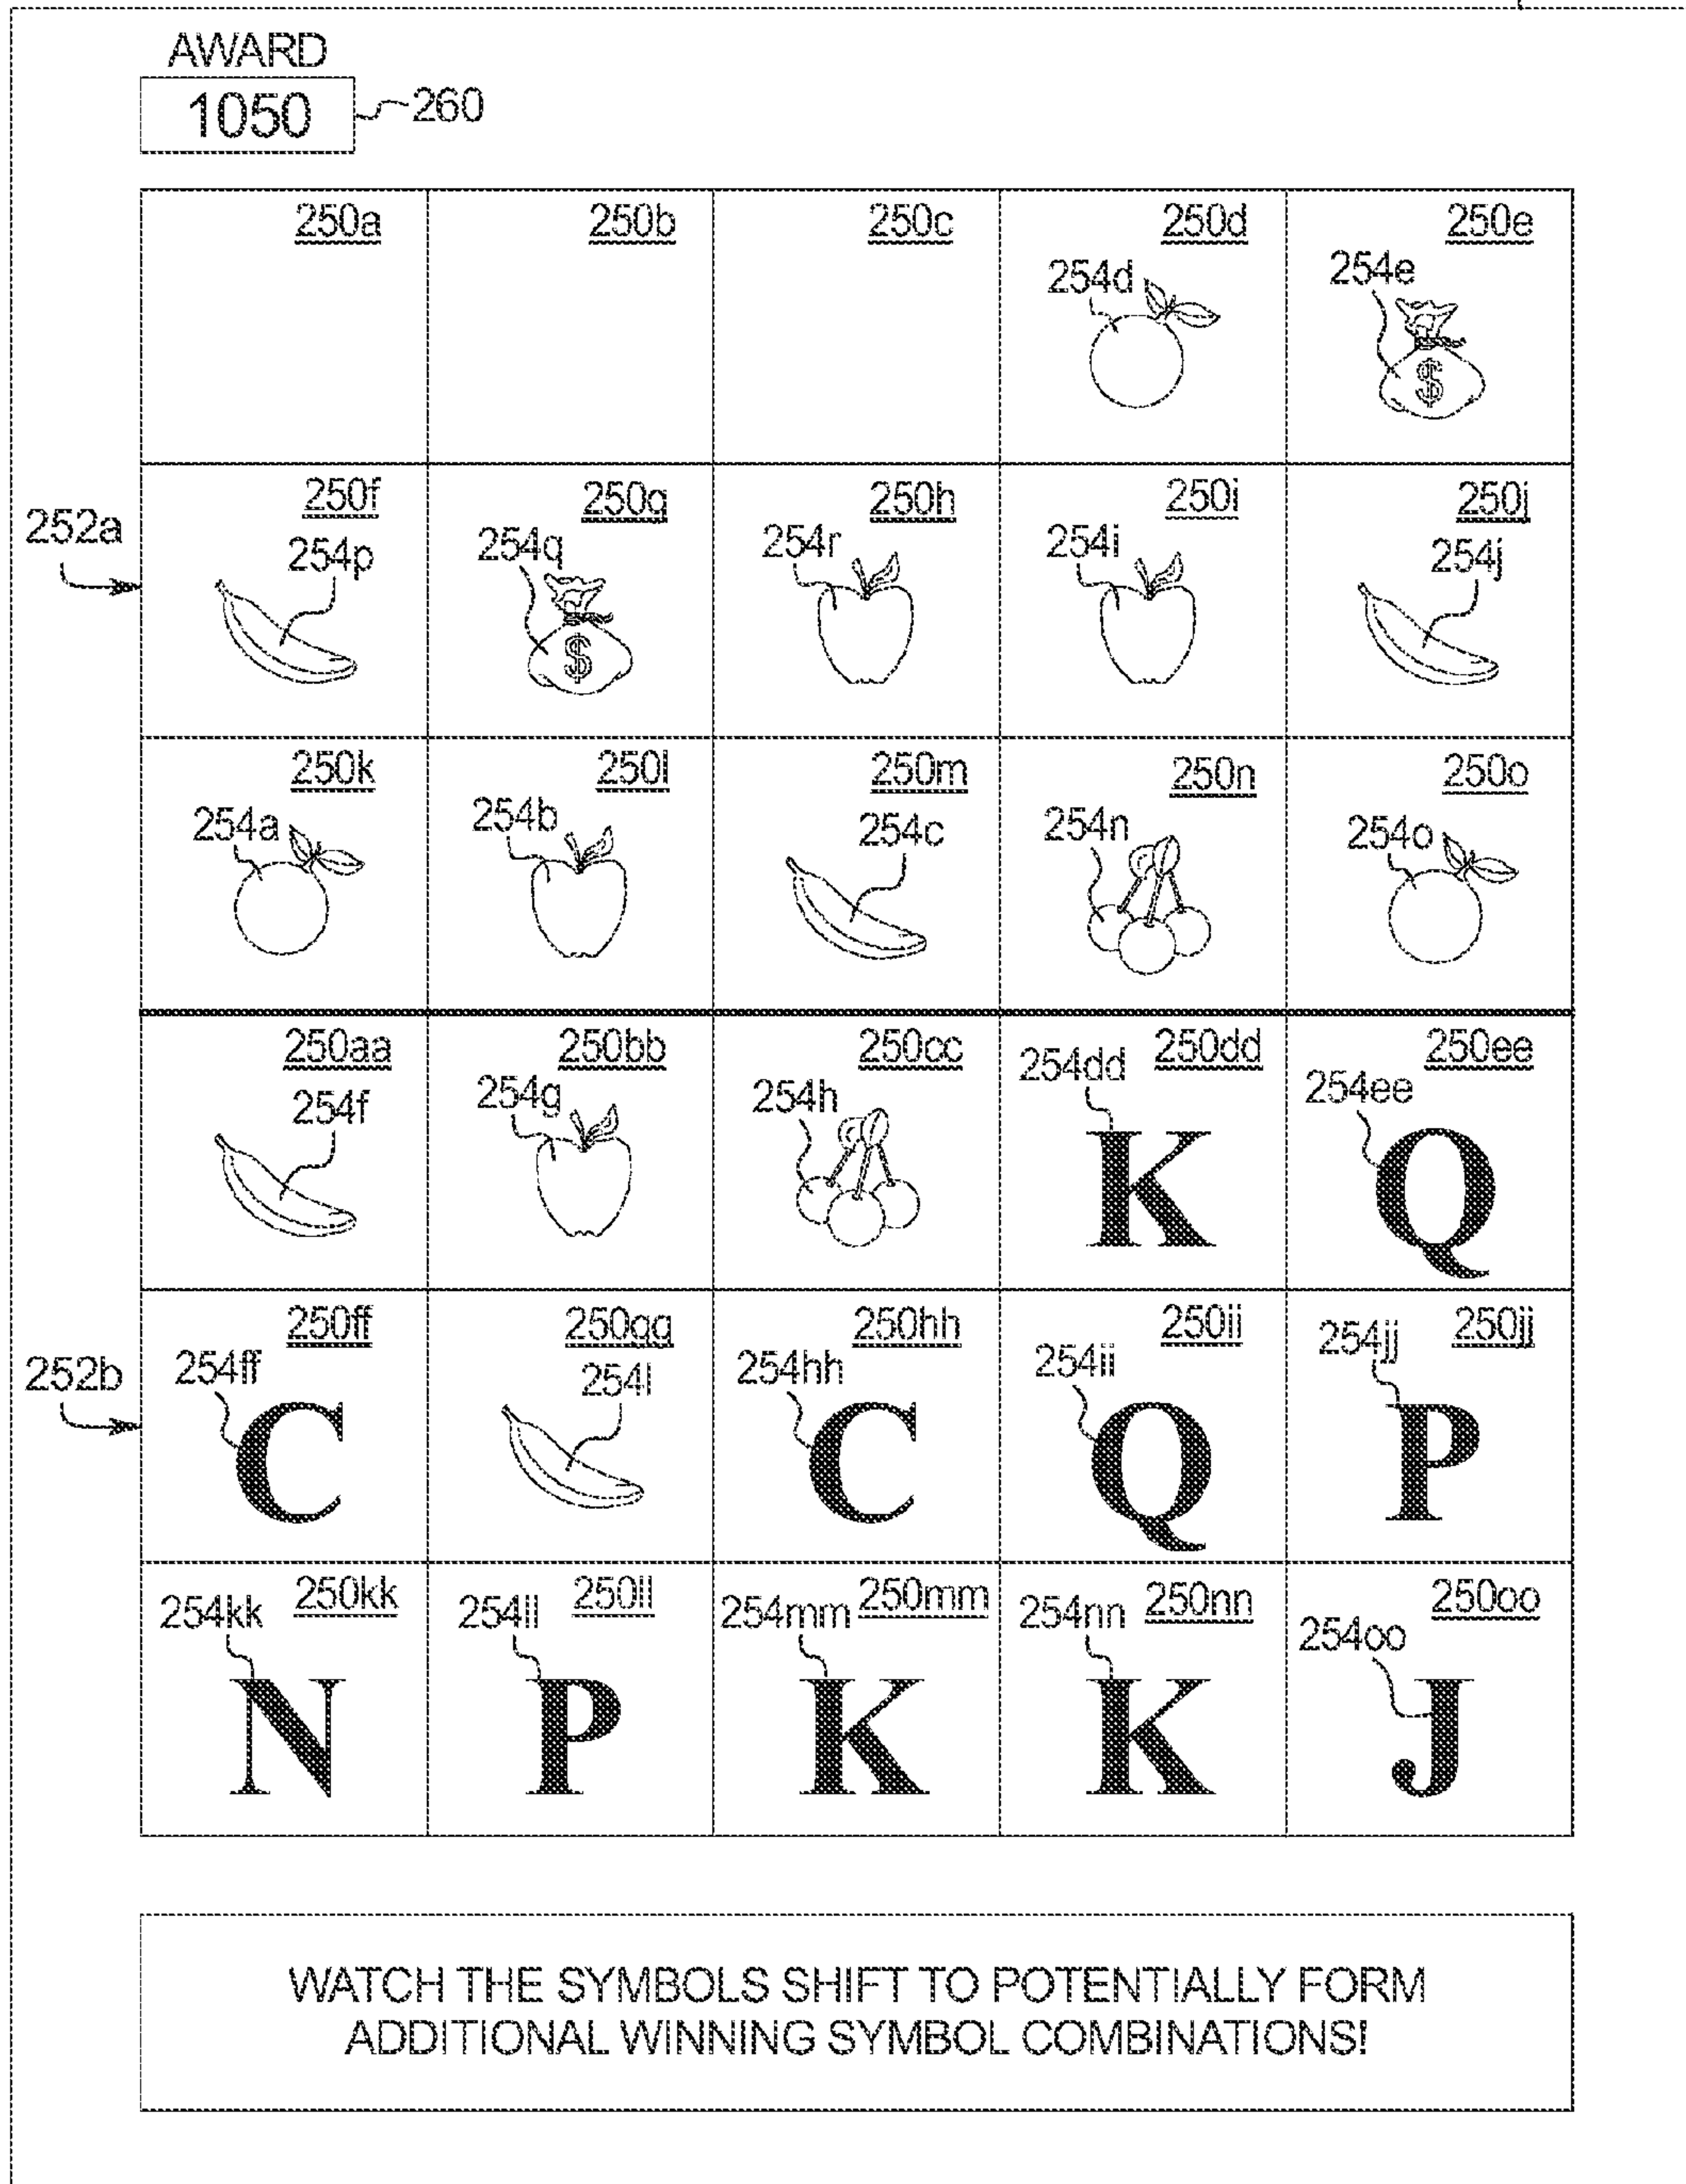 AWARD
1050 260
250a 250b 250c 250d 250e
254d 254e
$
252a
250f 250g 250h 250i 250j
254p 254q 254r 254i 254j
$
250k 250l 250m 250n 250o
254a 254b 254c 254n 254o
250aa 250bb 250cc 250dd 250ee
254f 254g 254h 254dd 254ee
K Q
252b
250ff 250gg 250hh 250ii 250jj
254ff 254l 254hh 254ii 254jj
C C Q P
250kk 250ll 250mm 250nn 250oo
254kk 254ll 254mm 254nn 254oo
N P K K J
WATCH THE SYMBOLS SHIFT TO POTENTIALLY FORM
ADDITIONAL WINNING SYMBOL COMBINATIONS!